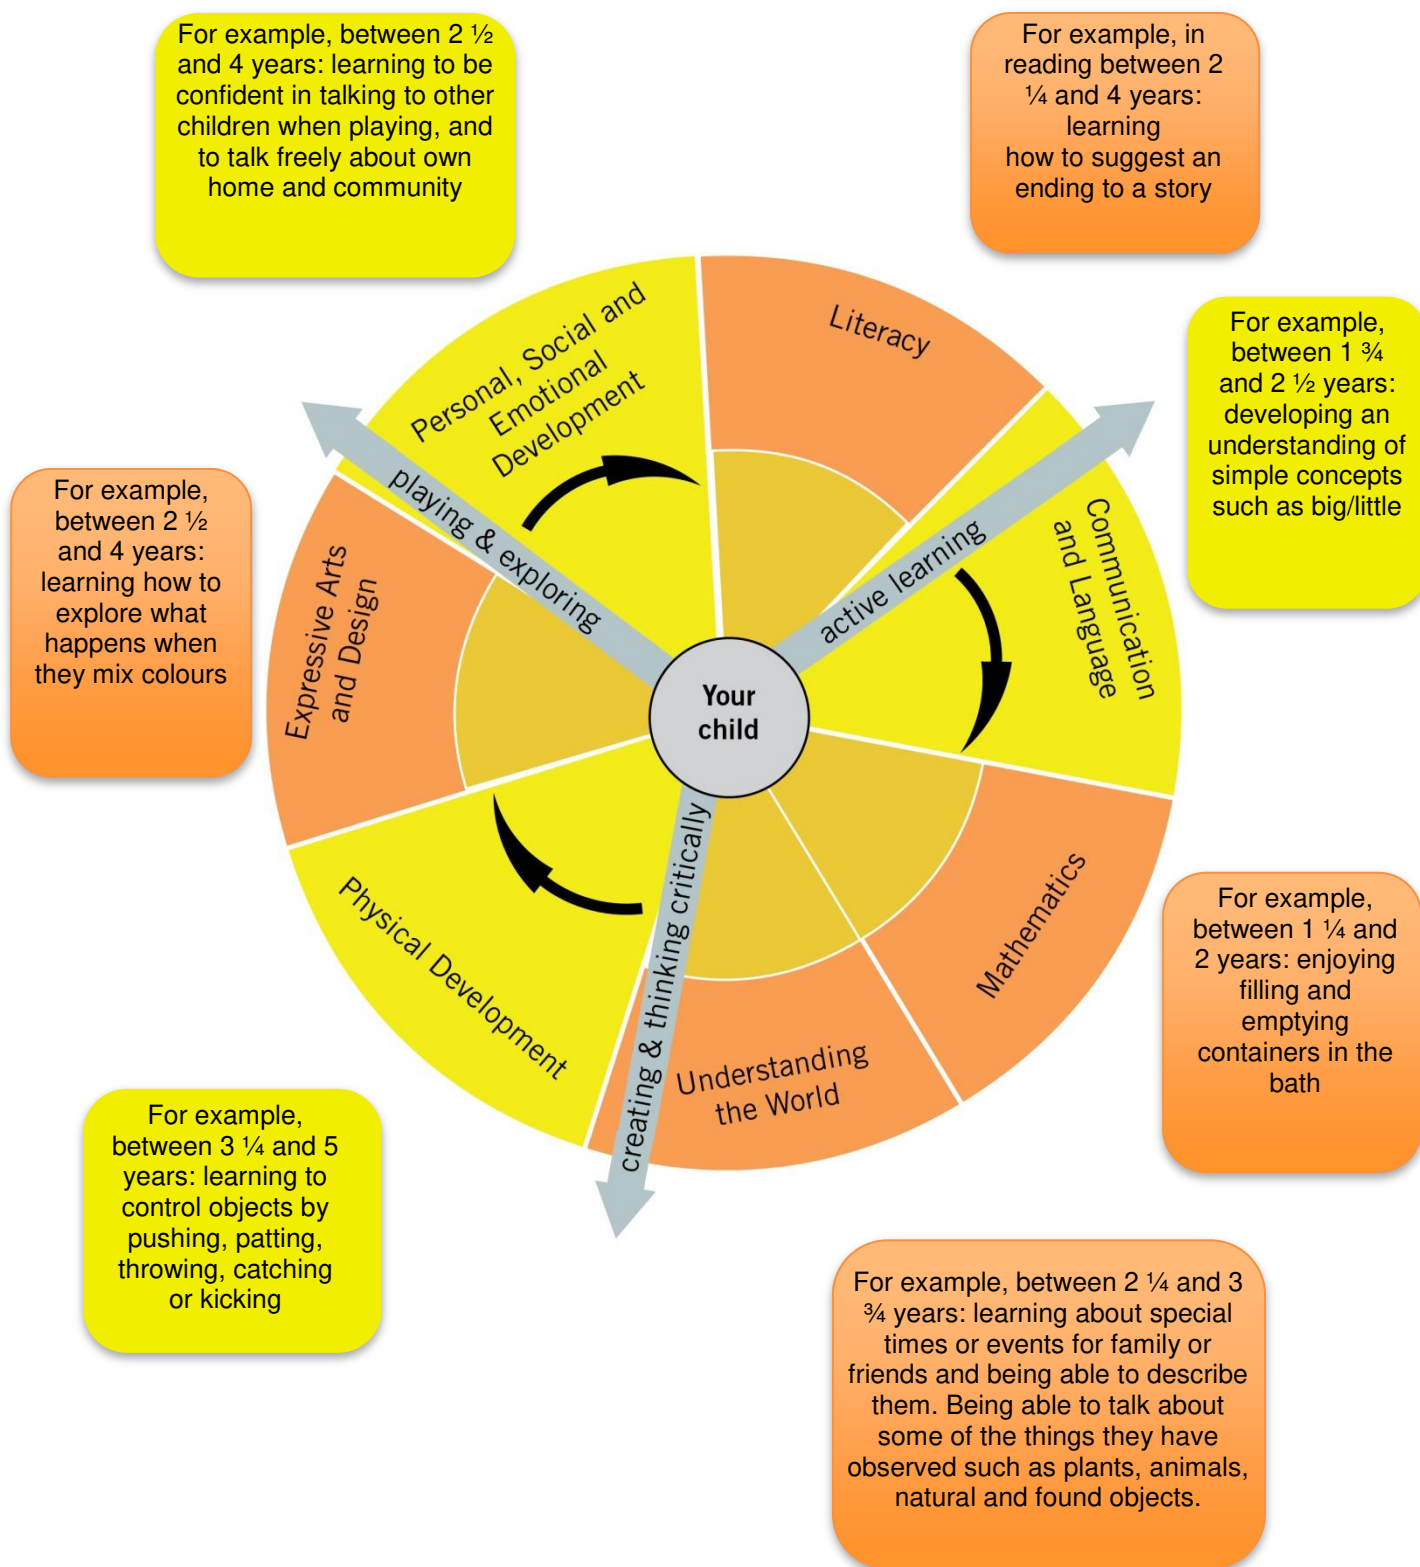 For example, between 2 ½
and 4 years: learning to be
confident in talking to other
children when playing, and
to talk freely about own
home and community
For example, in
reading between 2
¼ and 4 years:
learning
how to suggest an
ending to a story
For example,
between 1 ¾
and 2 ½ years:
developing an
understanding of
simple concepts
such as big/little
For example,
between 2 ½
and 4 years:
learning how to
explore what
happens when
they mix colours
Personal, Social and
Emotional
Development
Literacy
playing & exploring
active learning
Communication
and Language
Expressive Arts
and Design
Your
child
Physical Development
creating & thinking critically
Understanding
the World
Mathematics
For example,
between 1 ¼ and
2 years: enjoying
filling and
emptying
containers in the
bath
For example,
between 3 ¼ and 5
years: learning to
control objects by
pushing, patting,
throwing, catching
or kicking
For example, between 2 ¼ and 3
¾ years: learning about special
times or events for family or
friends and being able to describe
them. Being able to talk about
some of the things they have
observed such as plants, animals,
natural and found objects.